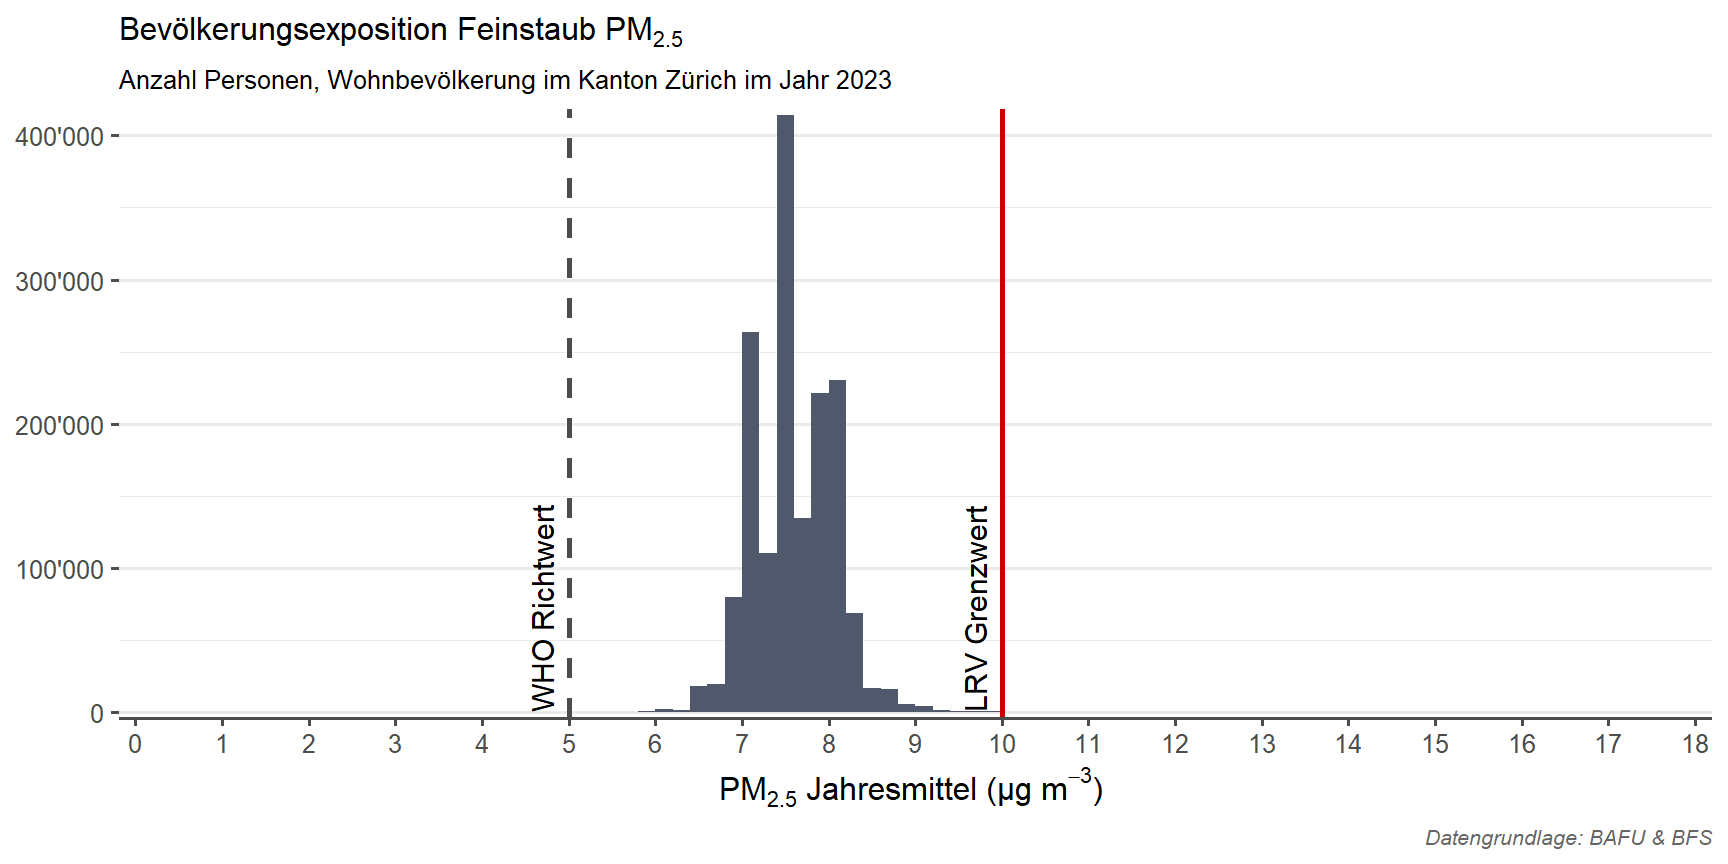 Bevölkerungsexposition Feinstaub PM2.5
Anzahl Personen, Wohnbevölkerung im Kanton Zürich im Jahr 2023
400'000
300'000
200'000
100'000
0
WHO Richtwert
LRV Grenzwert
0 1 2 3 4 5 6 7 8 9 10 11 12 13 14 15 16 17 18
PM2.5 Jahresmittel (µg m−3)
Datengrundlage: BAFU & BFS